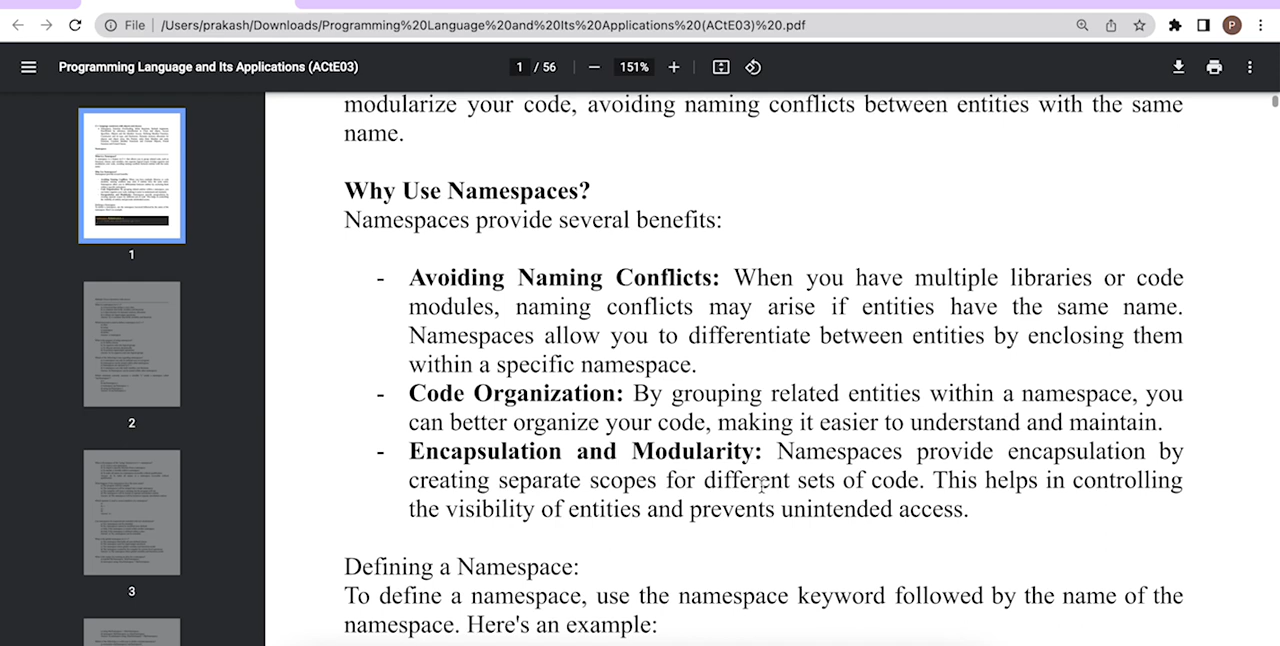 File | /Users/prakash/Downloads/Programming%20Language%20and%20Its%20Applications%20(ACtE03)%20.pdf
P
Programming Language and Its Applications (ACtE03)
1 / 56
151%
modularize your code, avoiding naming conflicts between entities with the same
name.
Why Use Namespaces?
Namespaces provide several benefits:
- Avoiding Naming Conflicts: When you have multiple libraries or code
modules, naming conflicts may arise if entities have the same name.
Namespaces allow you to differentiate between entities by enclosing them
within a specific namespace.
- Code Organization: By grouping related entities within a namespace, you
can better organize your code, making it easier to understand and maintain.
- Encapsulation and Modularity: Namespaces provide encapsulation by
creating separate scopes for different sets of code. This helps in controlling
the visibility of entities and prevents unintended access.
Defining a Namespace:
To define a namespace, use the namespace keyword followed by the name of the
namespace. Here's an example:
1
2
3